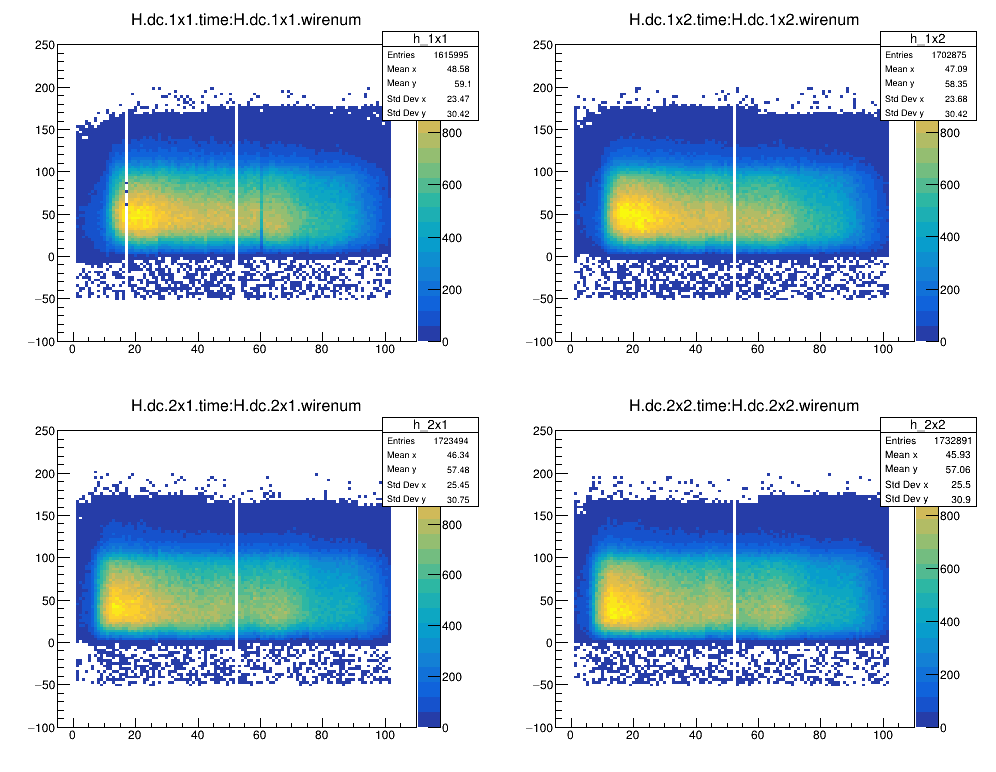 H.dc.1x1.time:H.dc.1x1.wirenum
h_1x1
Entries 1615995
Mean x 48.58
Mean y 59.1
Std Dev x 23.47
Std Dev y 30.42
250
200
150
100
50
0
−50
−100
0 20 40 60 80 100
800
600
400
200
0
H.dc.1x2.time:H.dc.1x2.wirenum
h_1x2
Entries 1702875
Mean x 47.09
Mean y 58.35
Std Dev x 23.68
Std Dev y 30.42
250
200
150
100
50
0
−50
−100
0 20 40 60 80 100
800
600
400
200
0
H.dc.2x1.time:H.dc.2x1.wirenum
h_2x1
Entries 1723494
Mean x 46.34
Mean y 57.48
Std Dev x 25.45
Std Dev y 30.75
250
200
150
100
50
0
−50
−100
0 20 40 60 80 100
800
600
400
200
0
H.dc.2x2.time:H.dc.2x2.wirenum
h_2x2
Entries 1732891
Mean x 45.93
Mean y 57.06
Std Dev x 25.5
Std Dev y 30.9
250
200
150
100
50
0
−50
−100
0 20 40 60 80 100
800
600
400
200
0